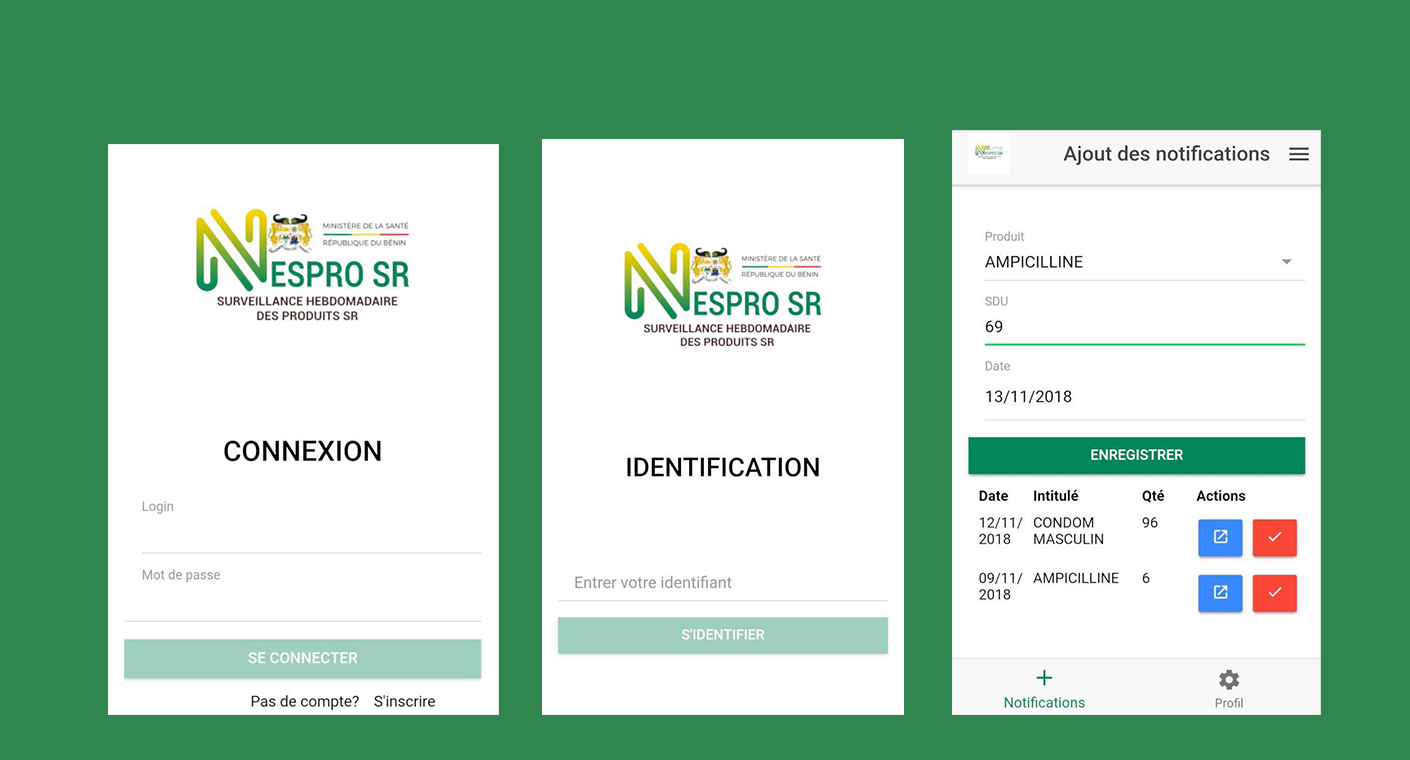 MINISTÈRE DE LA SANTÉ
RÉPUBLIQUE DU BÉNIN
NESPRO SR
SURVEILLANCE HEBDOMADAIRE
DES PRODUITS SR
CONNEXION
Login
Mot de passe
SE CONNECTER
Pas de compte? S'inscrire
MINISTÈRE DE LA SANTÉ
RÉPUBLIQUE DU BÉNIN
NESPRO SR
SURVEILLANCE HEBDOMADAIRE
DES PRODUITS SR
IDENTIFICATION
Entrer votre identifiant
S'IDENTIFIER
NESPRO SR
Ajout des notifications
Produit
AMPICILLINE
SDU
69
Date
13/11/2018
ENREGISTRER
Date Intitulé Qté Actions
12/11/ CONDOM 96
2018 MASCULIN
09/11/ AMPICILLINE 6
2018
Notifications Profil